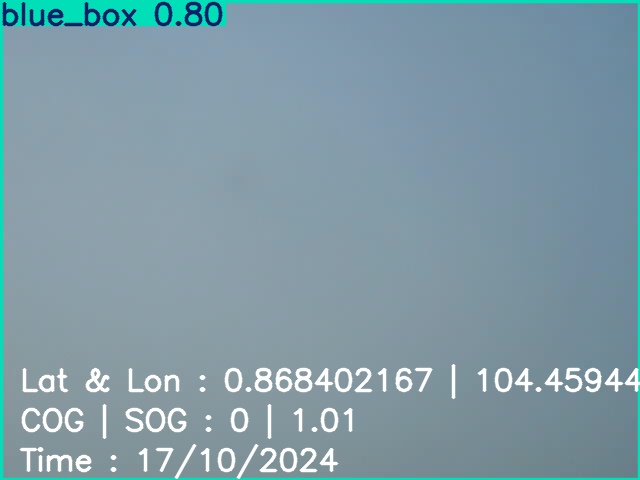 blue_box 0.80
Lat & Lon : 0.868402167 | 104.45944
COG | SOG : 0 | 1.01
Time : 17/10/2024